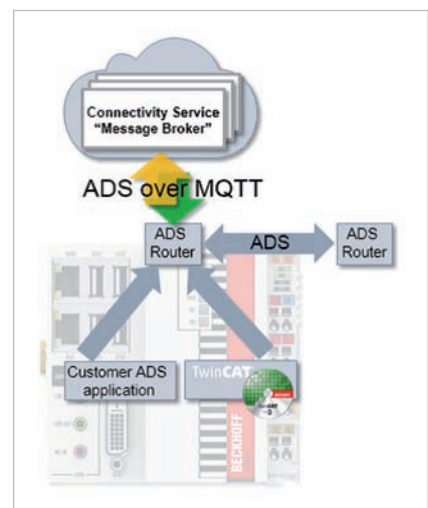 Connectivity Service
“Message Broker”
ADS over MQTT
ADS
Router
ADS
ADS
Router
Customer ADS
application
TwinCAT
BECKHOFF